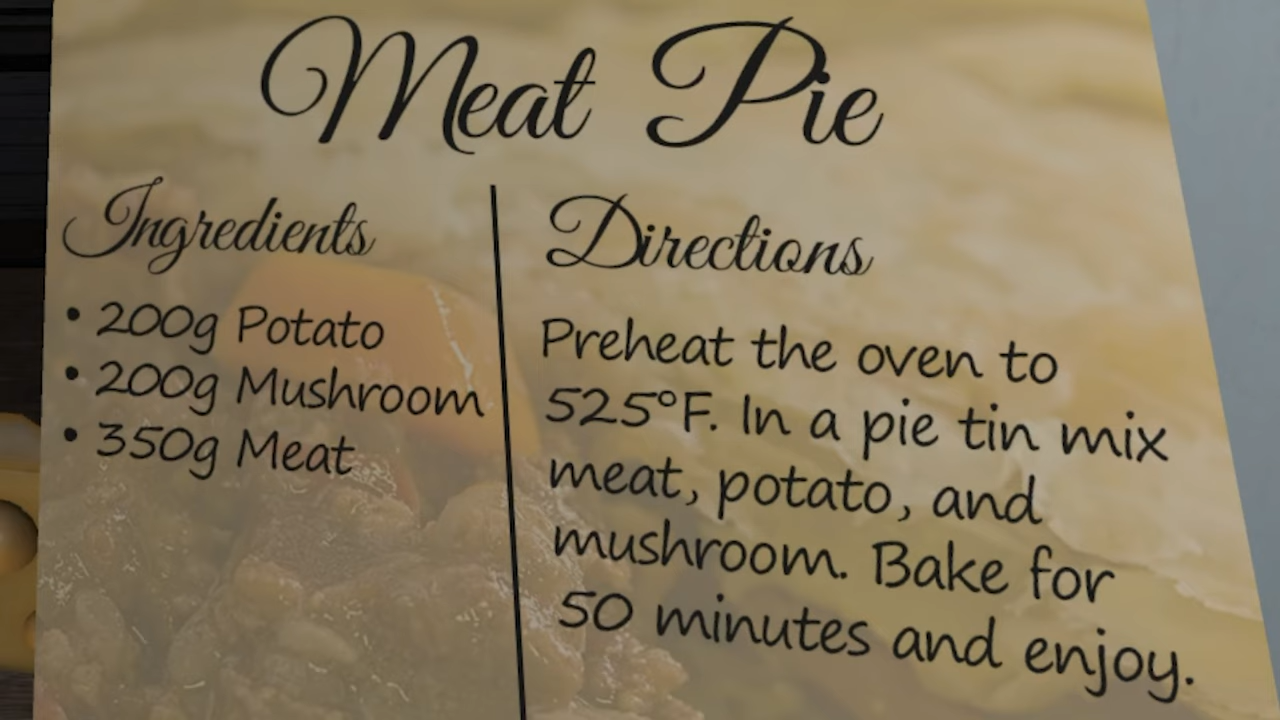 Meat Pie
Ingredients
• 200g Potato
• 200g Mushroom
• 350g Meat
Directions
Preheat the oven to
525°F. In a pie tin mix
meat, potato, and
mushroom. Bake for
50 minutes and enjoy.